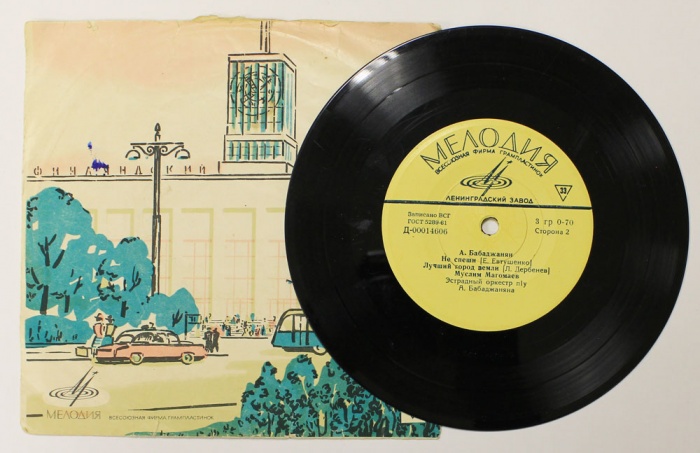 ФИНЛЯНДСКИЙ
МЕЛОДИЯ
ВСЕСОЮЗНАЯ ФИРМА ГРАМПЛАСТИНОК
МЕЛОДИЯ
ВСЕСОЮЗНАЯ ФИРМА ГРАМПЛАСТИНОК
ЛЕНИНГРАДСКИЙ ЗАВОД
33
Записано ВСГ
ГОСТ 5289-61
Д-00014606
3 гр 0-70
Сторона 2
А. Бабаджанян
Не спеши [Е. Евтушенко]
Лучший город земли [Л. Дербенев]
Муслим Магомаев
Эстрадный оркестр п/у
А. Бабаджаняна